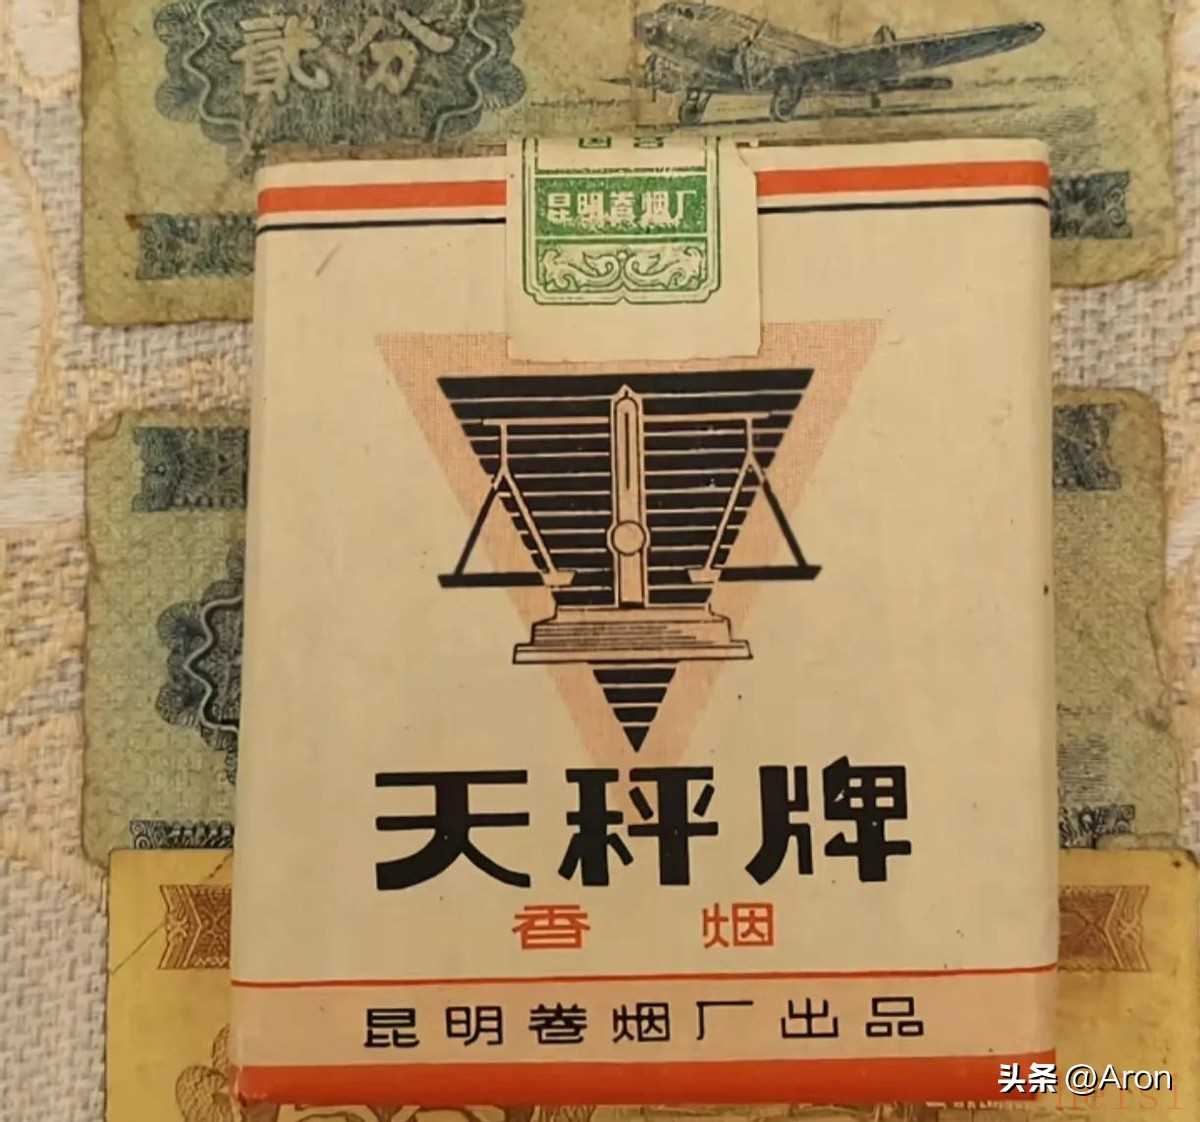 贰分
昆明卷烟厂
天秤牌
香 烟
昆明卷烟厂出品
头条 @Aron